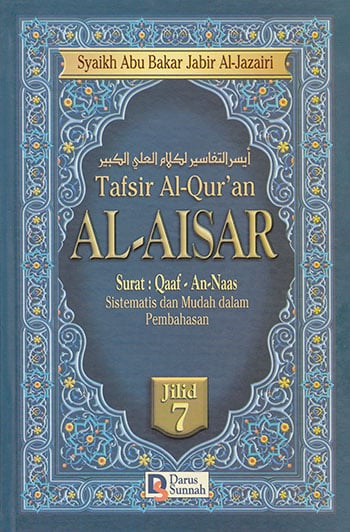 Syaikh Abu Bakar Jabir Al-Jazairi
أيسر التفاسير لكلام العلي الكبير
Tafsir Al-Qur'an
AL-AISAR
Surat : Qaaf - An-Naas
Sistematis dan Mudah dalam
Pembahasan
Jilid
7
DS
Darus
Sunnah